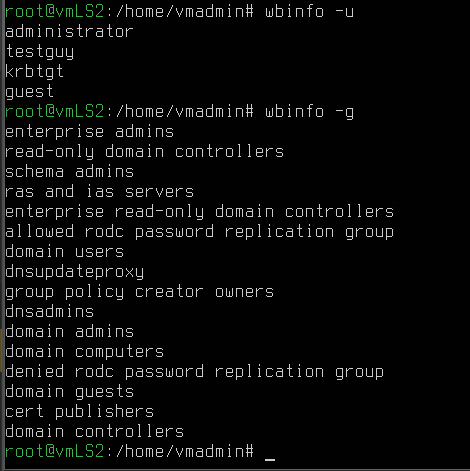 root@vmLS2:/home/vmadmin# wbinfo -u
administrator
testguy
krbtgt
guest
root@vmLS2:/home/vmadmin# wbinfo -g
enterprise admins
read-only domain controllers
schema admins
ras and ias servers
enterprise read-only domain controllers
allowed rodc password replication group
domain users
dnsupdateproxy
group policy creator owners
dnsadmins
domain admins
domain computers
denied rodc password replication group
domain guests
cert publishers
domain controllers
root@vmLS2:/home/vmadmin# _